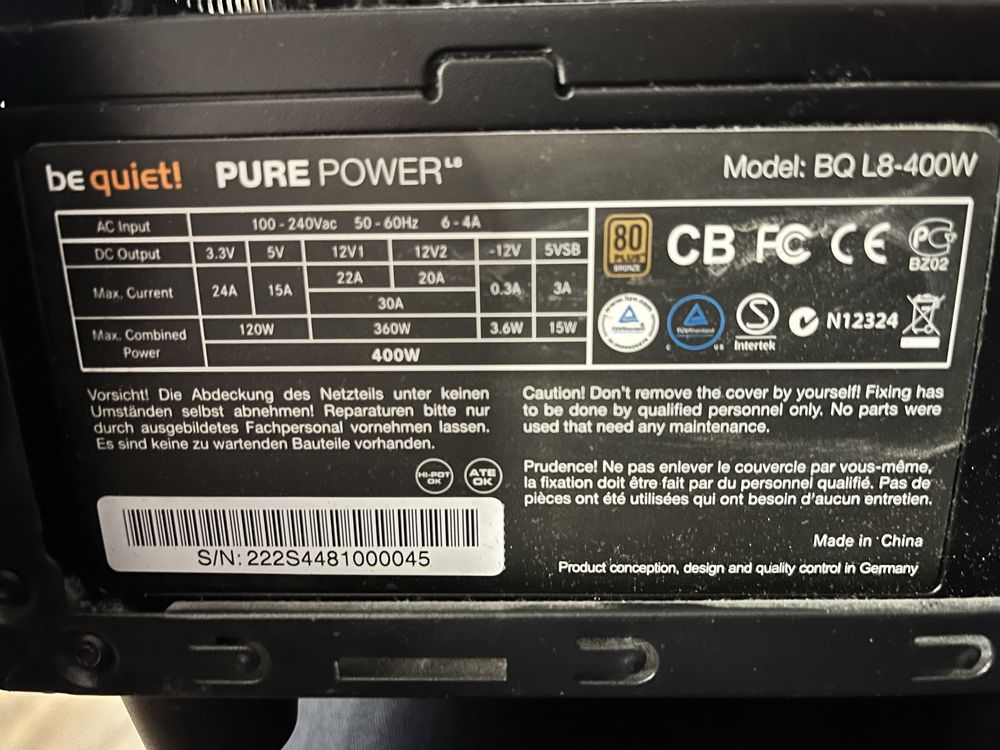 be quiet! PURE POWER L8
Model: BQ L8-400W
AC Input 100 - 240Vac 50 - 60Hz 6 - 4A
DC Output 3.3V 5V 12V1 12V2 -12V 5VSB
Max. Current 24A 15A 22A 20A 0.3A 3A
30A
Max. Combined Power 120W 360W 3.6W 15W
400W
80 PLUS BRONZE
CB FC CE PG
BZ02
TÜVRheinland
TÜVRheinland
C US
S
Intertek
N12324
Vorsicht! Die Abdeckung des Netzteils unter keinen
Umständen selbst abnehmen! Reparaturen bitte nur
durch ausgebildetes Fachpersonal vornehmen lassen.
Es sind keine zu wartenden Bauteile vorhanden.
HI-POT OK
ATE OK
S/N: 222S4481000045
Caution! Don't remove the cover by yourself! Fixing has
to be done by qualified personnel only. No parts were
used that need any maintenance.
Prudence! Ne pas enlever le couvercle par vous-même,
la fixation doit être fait par du personnel qualifié. Pas de
pièces ont été utilisées qui ont besoin d'aucun entretien.
Made in China
Product conception, design and quality control in Germany